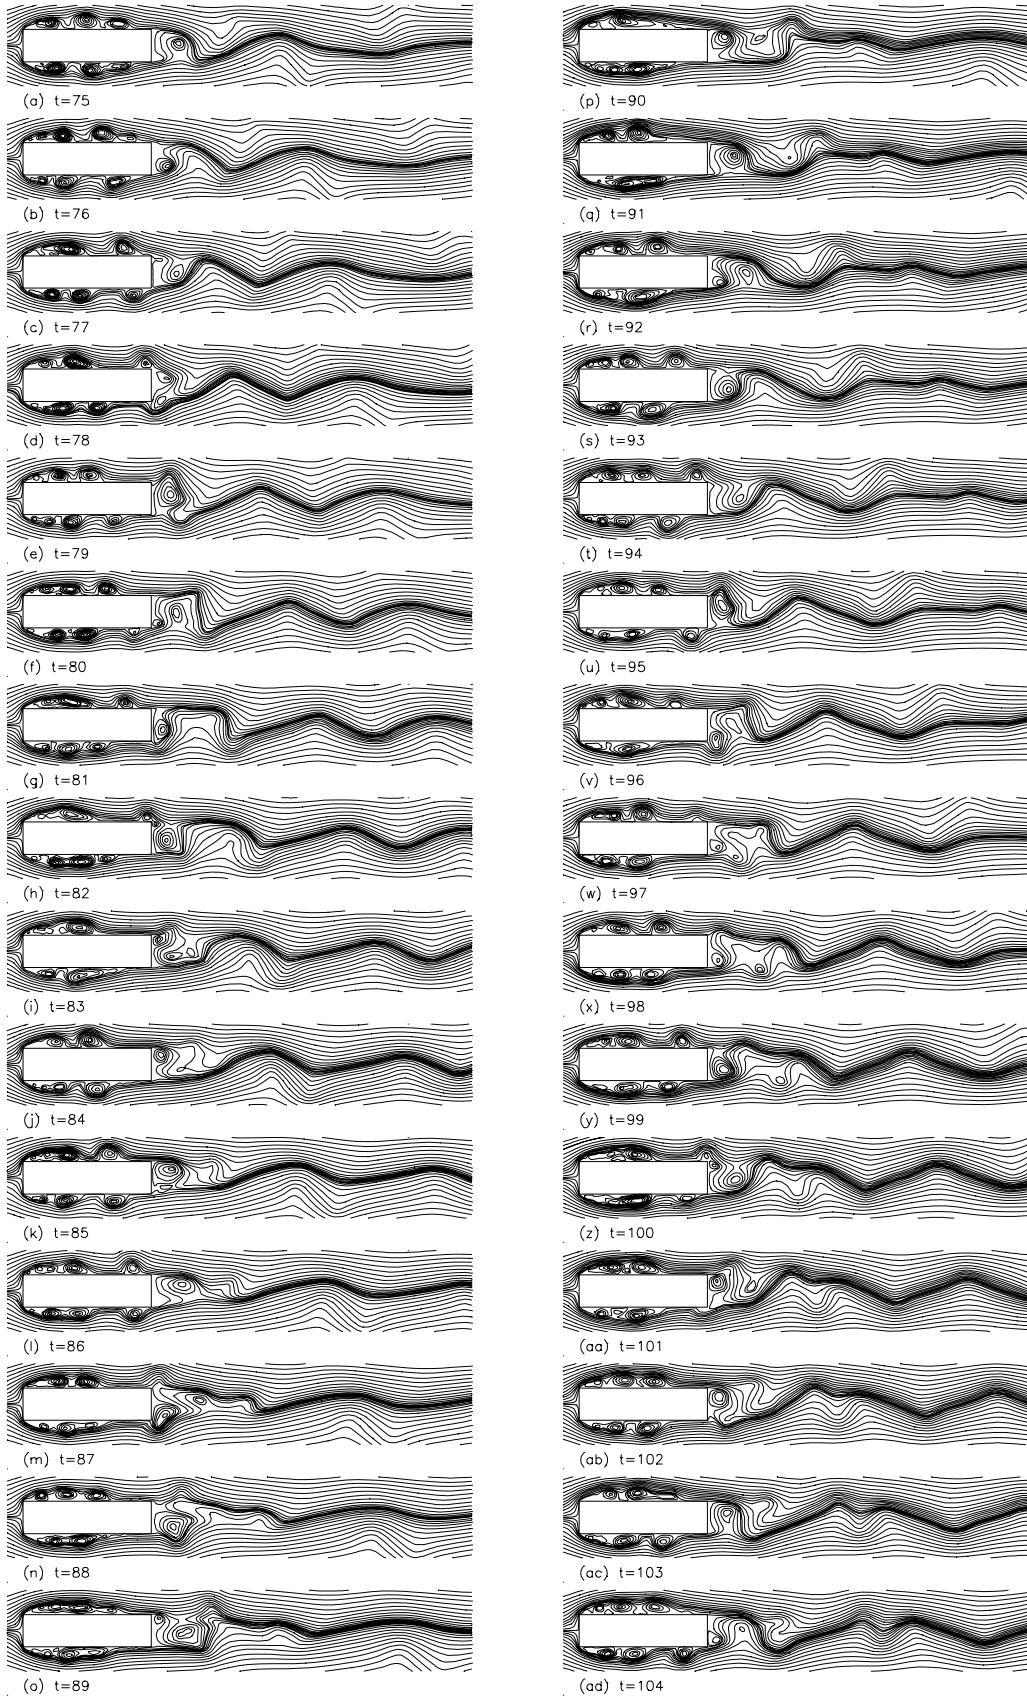 (a) t=75
(b) t=76
(c) t=77
(d) t=78
(e) t=79
(f) t=80
(g) t=81
(h) t=82
(i) t=83
(j) t=84
(k) t=85
(l) t=86
(m) t=87
(n) t=88
(o) t=89
(p) t=90
(q) t=91
(r) t=92
(s) t=93
(t) t=94
(u) t=95
(v) t=96
(w) t=97
(x) t=98
(y) t=99
(z) t=100
(aa) t=101
(ab) t=102
(ac) t=103
(ad) t=104